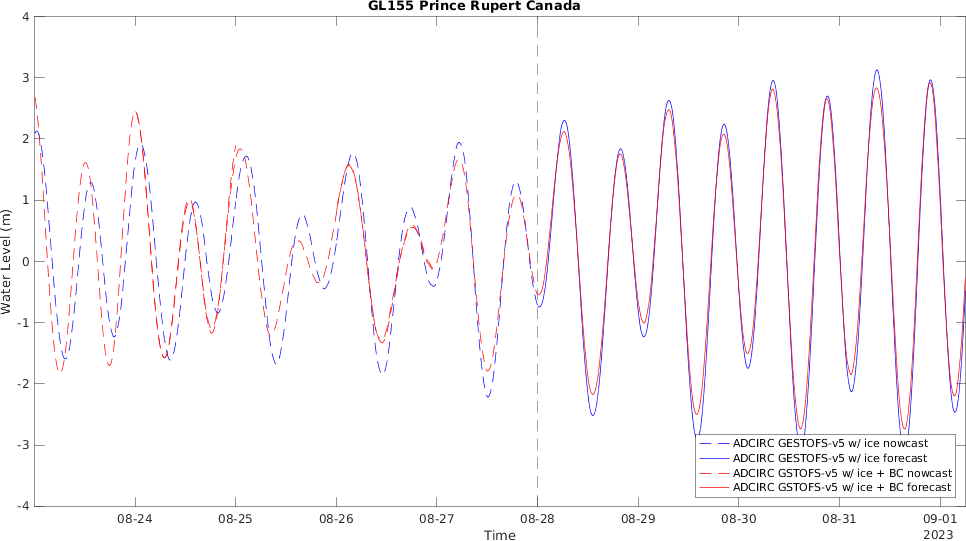 GL155 Prince Rupert Canada
4
3
2
1
0
-1
-2
-3
-4
Water Level (m)
ADCIRC GESTOFS-v5 w/ ice nowcast
ADCIRC GESTOFS-v5 w/ ice forecast
ADCIRC GSTOFS-v5 w/ ice + BC nowcast
ADCIRC GSTOFS-v5 w/ ice + BC forecast
08-24 08-25 08-26 08-27 08-28 08-29 08-30 08-31 09-01
2023
Time